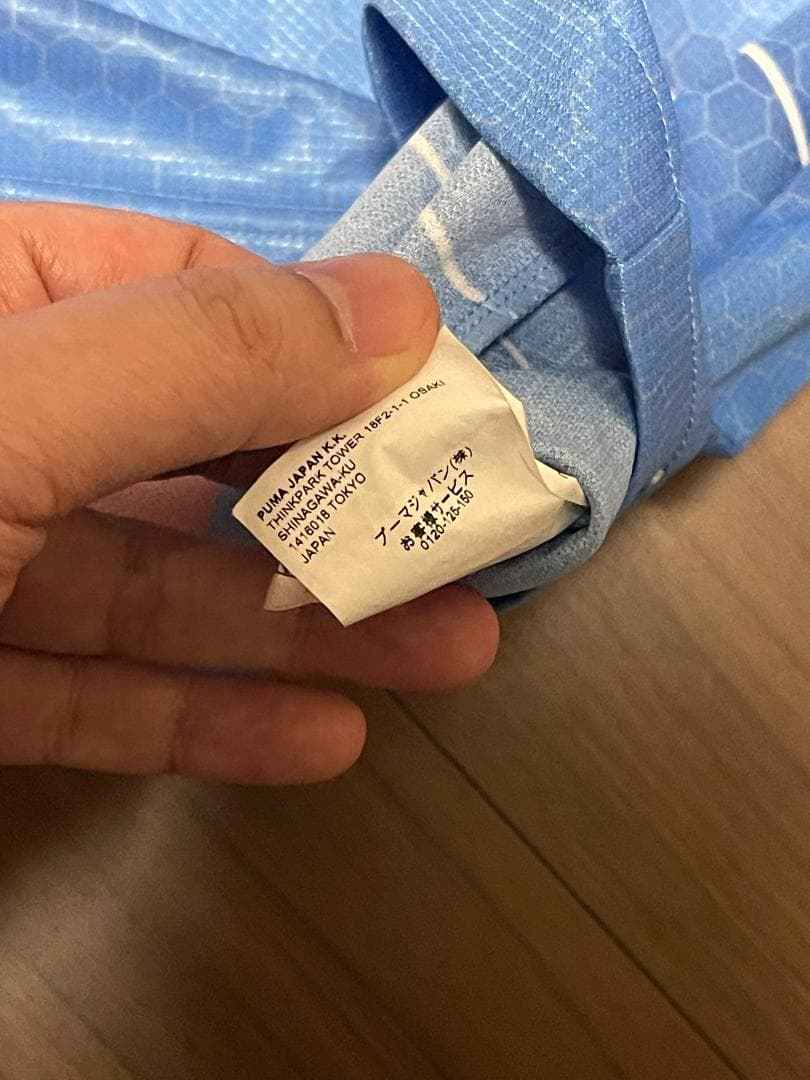 PUMA JAPAN K.K.
THINKPARK TOWER 18F2-1-1 OSAKI
SHINAGAWA-KU
1416018 TOKYO
JAPAN
プーマジャパン(株)
お客様サービス
0120-125-150